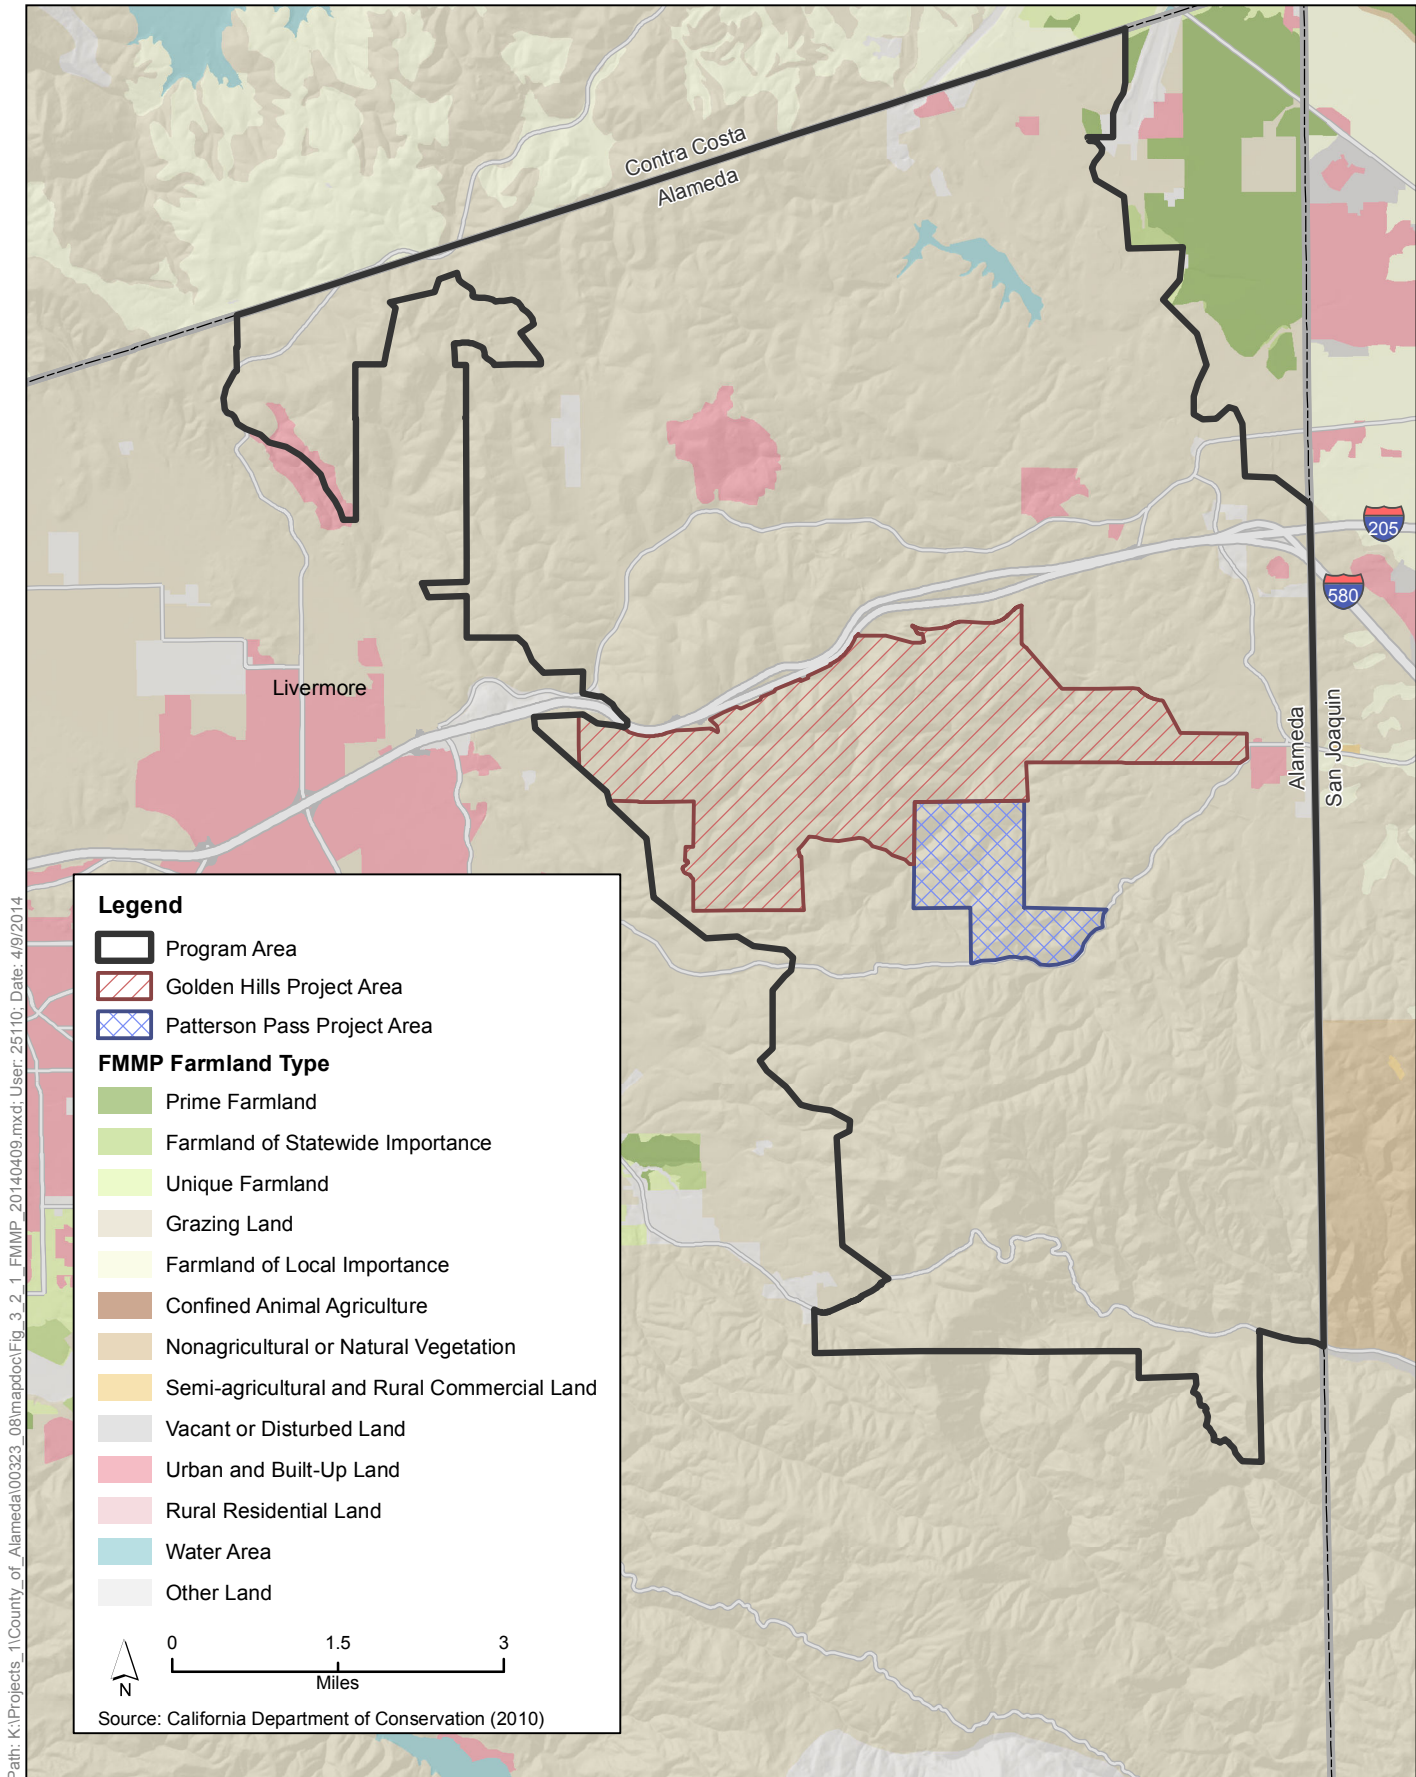 Contra Costa
Alameda
205
580
Livermore
Alameda
San Joaquin
Legend
Program Area
Golden Hills Project Area
Patterson Pass Project Area
FMMP Farmland Type
Prime Farmland
Farmland of Statewide Importance
Unique Farmland
Grazing Land
Farmland of Local Importance
Confined Animal Agriculture
Nonagricultural or Natural Vegetation
Semi-agricultural and Rural Commercial Land
Vacant or Disturbed Land
Urban and Built-Up Land
Rural Residential Land
Water Area
Other Land
0 1.5 3
Miles
N
Source: California Department of Conservation (2010)
Path: K:\Projects_1\County_of_Alameda\00323_08\mapdoc\Fig_3_2_1_FMMP_20140409.mxd; User: 25110; Date: 4/9/2014